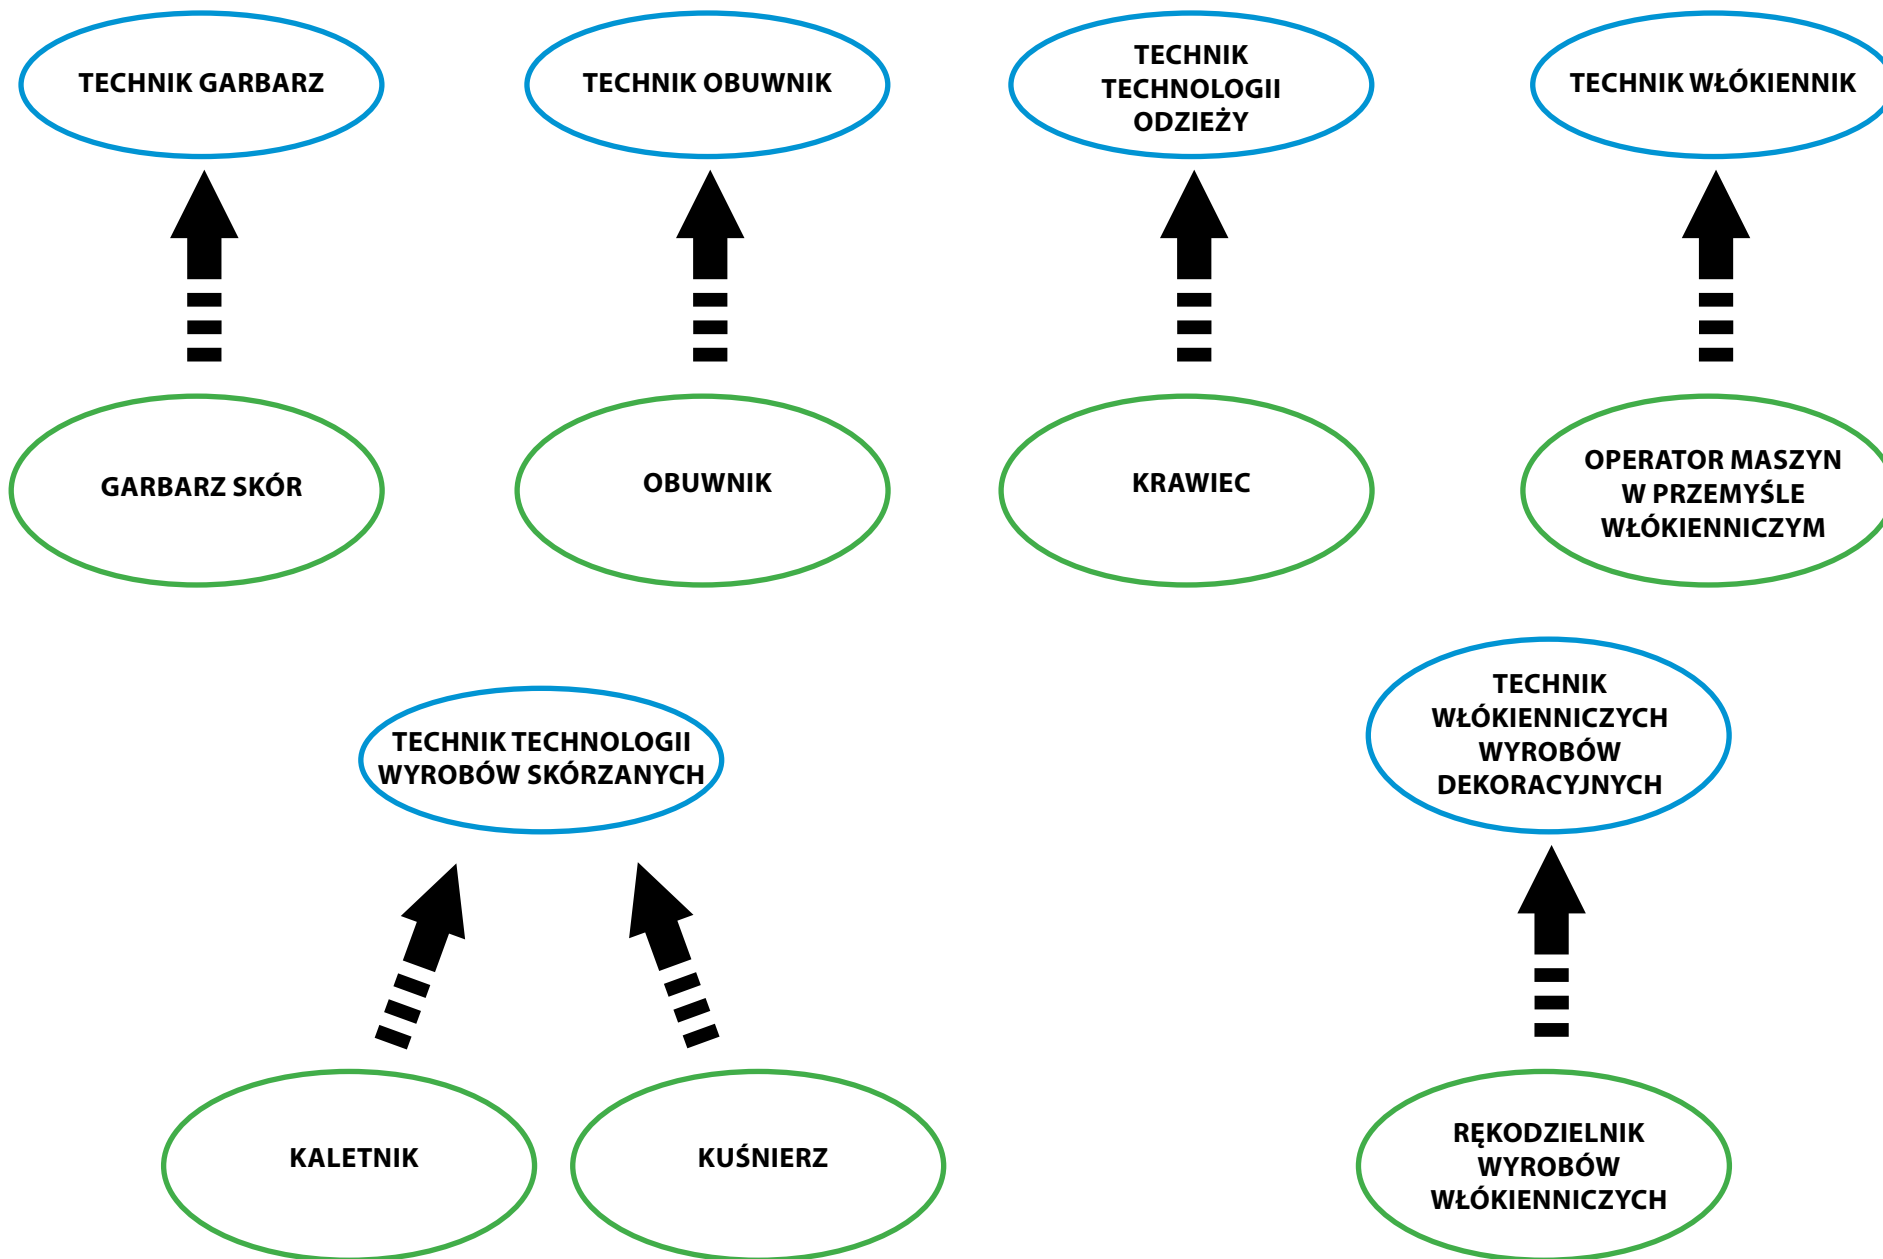 TECHNIK GARBARZ
TECHNIK OBUWNIK
TECHNIK
TECHNOLOGII
ODZIEŻY
TECHNIK WŁÓKIENNIK
GARBARZ SKÓR
OBUWNIK
KRAWIEC
OPERATOR MASZYN
W PRZEMYŚLE
WŁÓKIENNICZYM
TECHNIK TECHNOLOGII
WYROBÓW SKÓRZANYCH
TECHNIK
WŁÓKIENNICZYCH
WYROBÓW
DEKORACYJNYCH
KALETNIK
KUŚNIERZ
RĘKODZIELNIK
WYROBÓW
WŁÓKIENNICZYCH